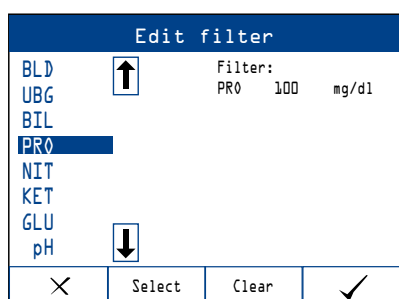 Edit filter
BLD
UBG
BIL
PRO
NIT
KET
GLU
pH
Filter:
PRO 100 mg/dl
Select
Clear